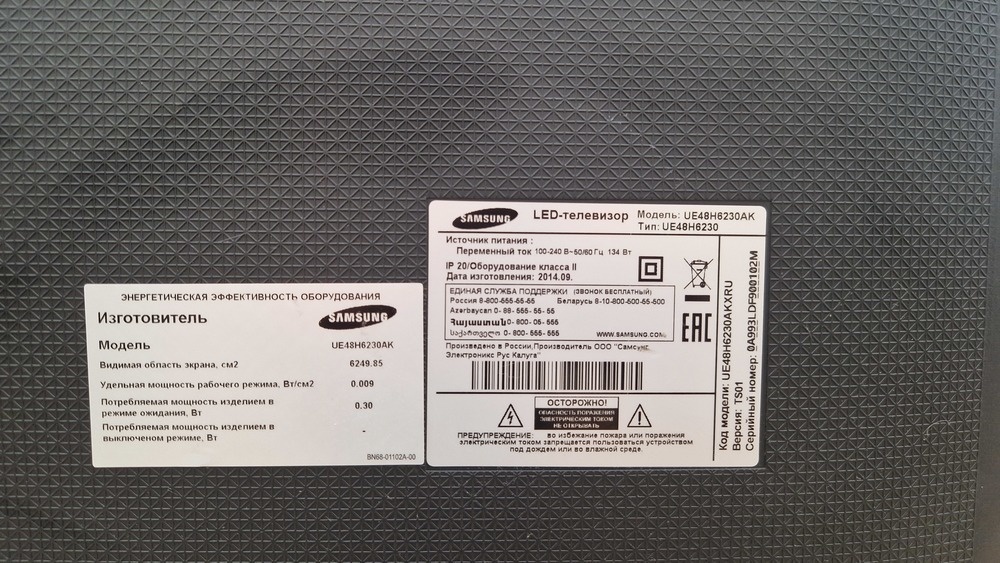 ЭНЕРГЕТИЧЕСКАЯ ЭФФЕКТИВНОСТЬ ОБОРУДОВАНИЯ
Изготовитель SAMSUNG
Модель UE48H6230AK
Видимая область экрана, см2 6249.85
Удельная мощность рабочего режима, Вт/см2 0.009
Потребляемая мощность изделием в
режиме ожидания, Вт 0.30
Потребляемая мощность изделием в
выключеном режиме, Вт -
BN68-01102A-00
SAMSUNG LED-телевизор Модель: UE48H6230AK
Тип: UE48H6230
Источник питания :
Переменный ток 100-240 В~50/60 Гц 134 Вт
IP 20/Оборудование класса II
Дата изготовления: 2014.09.
ЕДИНАЯ СЛУЖБА ПОДДЕРЖКИ (ЗВОНОК БЕСПЛАТНЫЙ)
Россия 8-800-555-55-55 Беларусь 8-10-800-500-55-500
Azerbaycan 0-88-555-55-55
Հայաստան 0-800-05-555
საქართველო 0-800-555-555 WWW.SAMSUNG.COM
Произведено в России, Производитель ООО "Самсунг
Электроникс Рус Калуга"
EAC
ОСТОРОЖНО!
ОПАСНОСТЬ ПОРАЖЕНИЯ
ЭЛЕКТРИЧЕСКИМ ТОКОМ
НЕ ОТКРЫВАТЬ
ПРЕДУПРЕЖДЕНИЕ: во избежание пожара или поражения
электрическим током запрещается пользоваться устройством
под дождем или во влажной среде.
Код модели: UE48H6230AKXRU
Версия: TS01
Серийный номер: 0A993LDF900102M